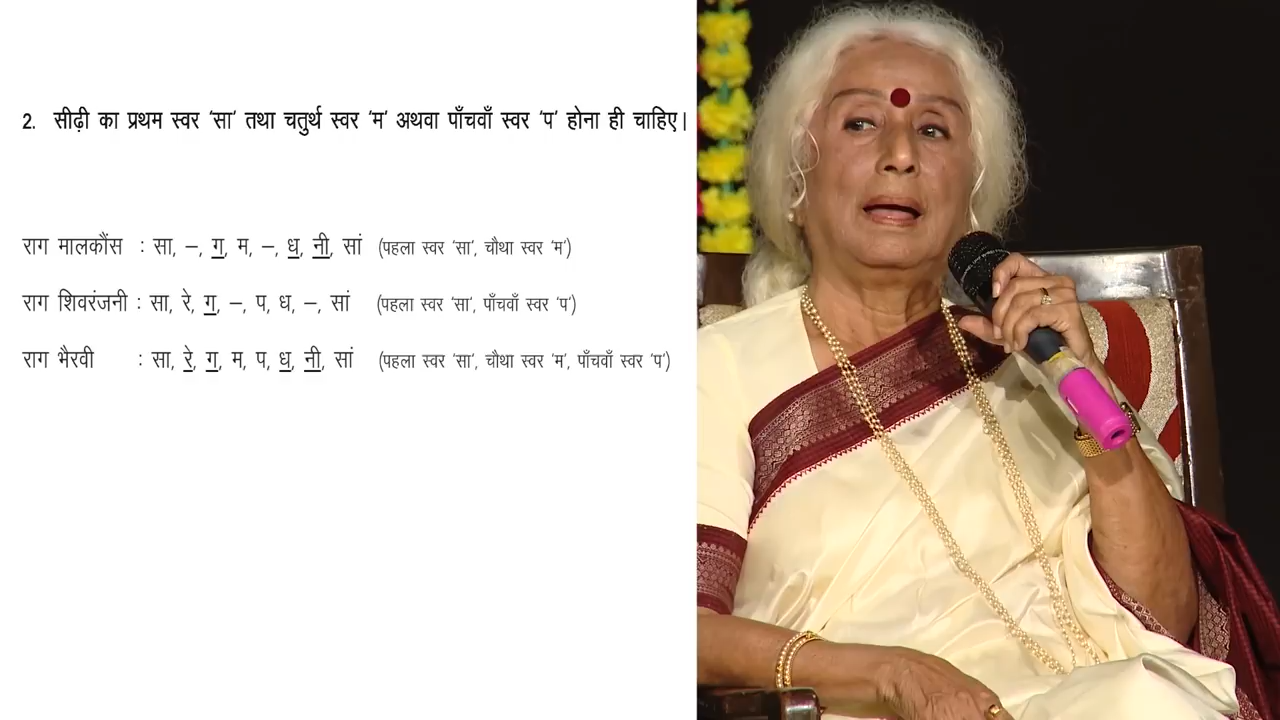 2. सीढ़ी का प्रथम स्वर ‘सा’ तथा चतुर्थ स्वर ‘म’ अथवा पाँचवाँ स्वर ‘प’ होना ही चाहिए।
राग मालकौंस : सा, –, ग॒, म, –, ध॒, नी॒, सां (पहला स्वर ‘सा’, चौथा स्वर ‘म’)
राग शिवरंजनी : सा, रे, ग॒, –, प, ध, –, सां (पहला स्वर ‘सा’, पाँचवाँ स्वर ‘प’)
राग भैरवी : सा, रे॒, ग॒, म, प, ध॒, नी॒, सां (पहला स्वर ‘सा’, चौथा स्वर ‘म’, पाँचवाँ स्वर ‘प’)